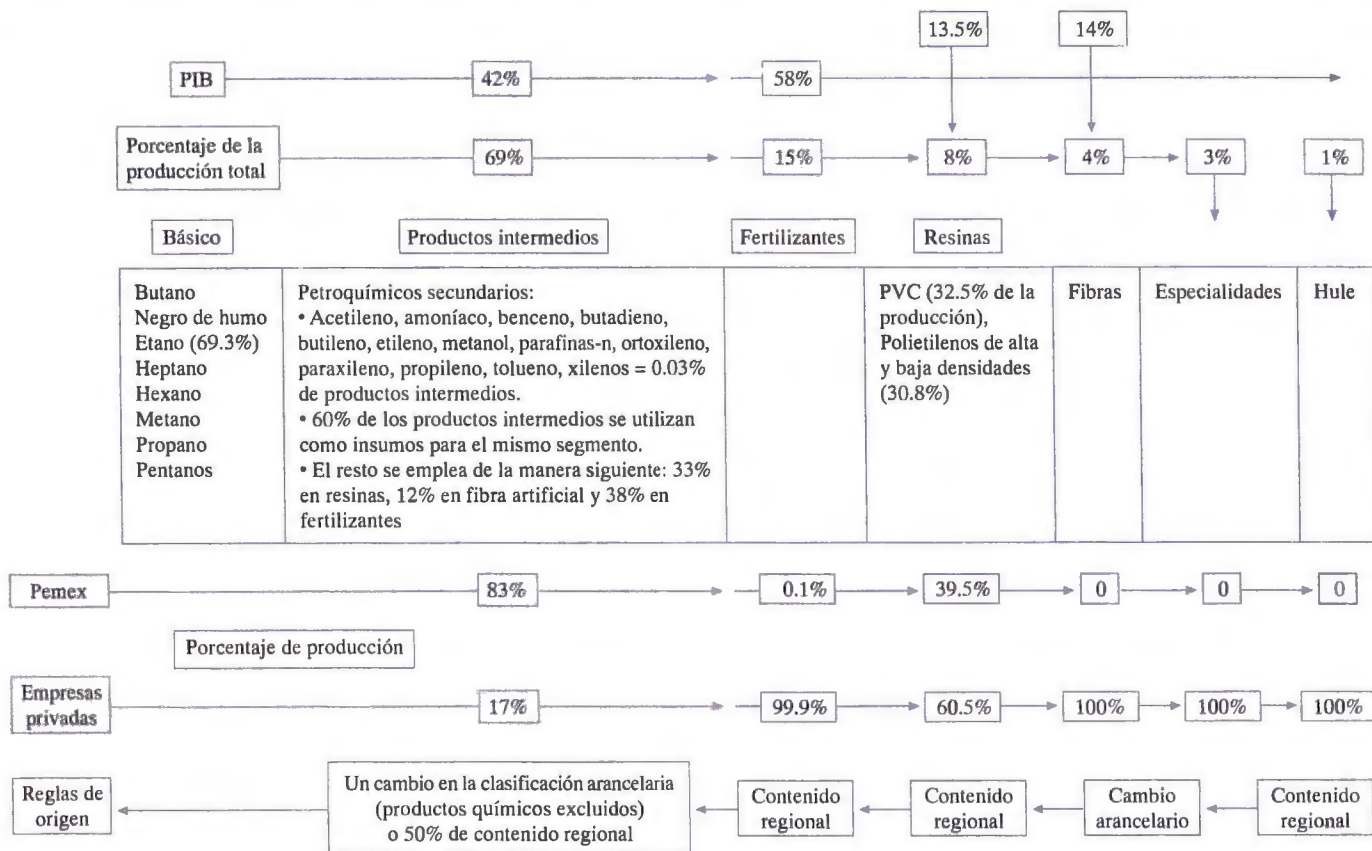 13.5%
14%
PIB
42%
58%
Porcentaje de la
producción total
69%
15%
8%
4%
3%
1%
Básico
Productos intermedios
Fertilizantes
Resinas
Butano
Negro de humo
Etano (69.3%)
Heptano
Hexano
Metano
Propano
Pentanos
Petroquímicos secundarios:
• Acetileno, amoníaco, benceno, butadieno,
butileno, etileno, metanol, parafinas-n, ortoxileno,
paraxileno, propileno, tolueno, xilenos = 0.03%
de productos intermedios.
• 60% de los productos intermedios se utilizan
como insumos para el mismo segmento.
• El resto se emplea de la manera siguiente: 33%
en resinas, 12% en fibra artificial y 38% en
fertilizantes
PVC (32.5% de la
producción),
Polietilenos de alta
y baja densidades
(30.8%)
Fibras
Especialidades
Hule
Pemex
83%
0.1%
39.5%
0
0
0
Porcentaje de producción
Empresas
privadas
17%
99.9%
60.5%
100%
100%
100%
Reglas de
origen
Un cambio en la clasificación arancelaria
(productos químicos excluidos)
o 50% de contenido regional
Contenido
regional
Contenido
regional
Cambio
arancelario
Contenido
regional